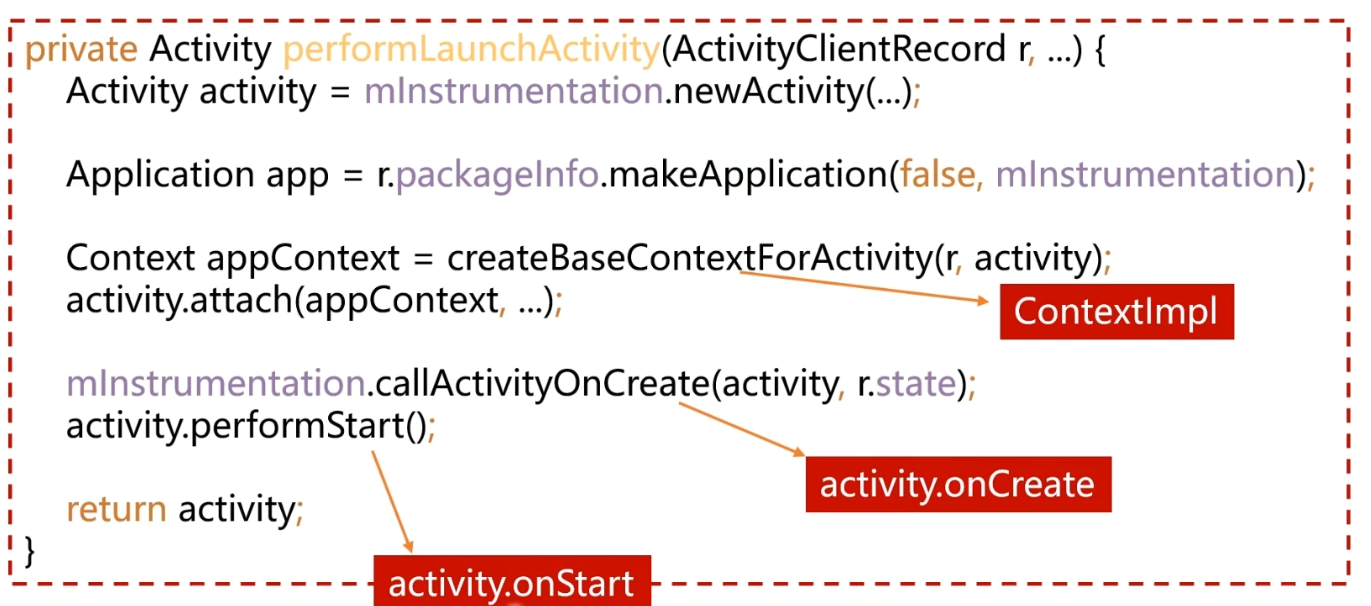 private Activity performLaunchActivity(ActivityClientRecord r, ...) {
Activity activity = mInstrumentation.newActivity(...);
Application app = r.packageInfo.makeApplication(false, mInstrumentation);
Context appContext = createBaseContextForActivity(r, activity);
activity.attach(appContext, ...);
ContextImpl
mInstrumentation.callActivityOnCreate(activity, r.state);
activity.performStart();
activity.onCreate
return activity;
}
activity.onStart